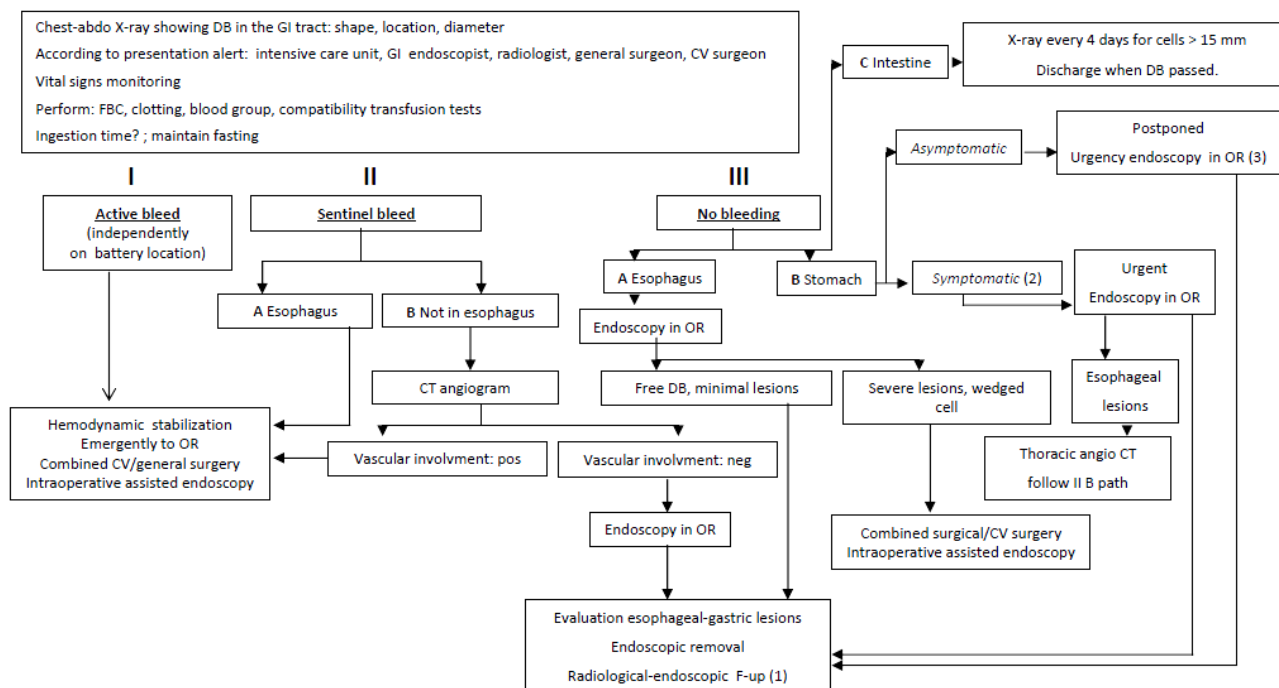 Chest-abdo X-ray showing DB in the GI tract: shape, location, diameter
According to presentation alert: intensive care unit, GI endoscopist, radiologist, general surgeon, CV surgeon
Vital signs monitoring
Perform: FBC, clotting, blood group, compatibility transfusion tests
Ingestion time? ; maintain fasting
C Intestine
X-ray every 4 days for cells > 15 mm
Discharge when DB passed.
Asymptomatic
Postponed
Urgency endoscopy in OR (3)
I
II
III
Active bleed
(independently
on battery location)
Sentinel bleed
No bleeding
A Esophagus
B Not in esophagus
A Esophagus
B Stomach
Symptomatic (2)
Urgent
Endoscopy in OR
Endoscopy in OR
CT angiogram
Free DB, minimal lesions
Severe lesions, wedged
cell
Esophageal
lesions
Hemodynamic stabilization
Emergently to OR
Combined CV/general surgery
Intraoperative assisted endoscopy
Vascular involvment: pos
Vascular involvment: neg
Thoracic angio CT
follow II B path
Endoscopy in OR
Combined surgical/CV surgery
Intraoperative assisted endoscopy
Evaluation esophageal-gastric lesions
Endoscopic removal
Radiological-endoscopic F-up (1)